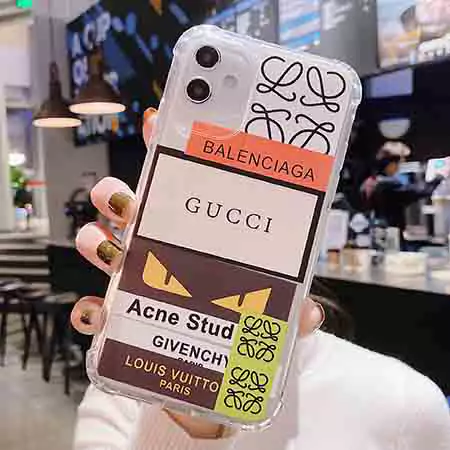 BALENCIAGA
GUCCI
Acne Stud
GIVENCHY
PARIS
LOUIS VUITTO
PARIS